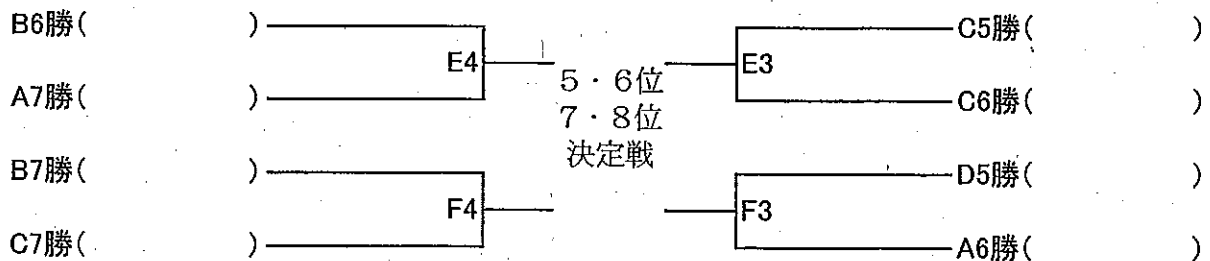 B6勝(　　　)
A7勝(　　　)
B7勝(　　　)
C7勝(　　　)
E4
F4
5・6位
7・8位
決定戦
E3
F3
C5勝(　　　)
C6勝(　　　)
D5勝(　　　)
A6勝(　　　)